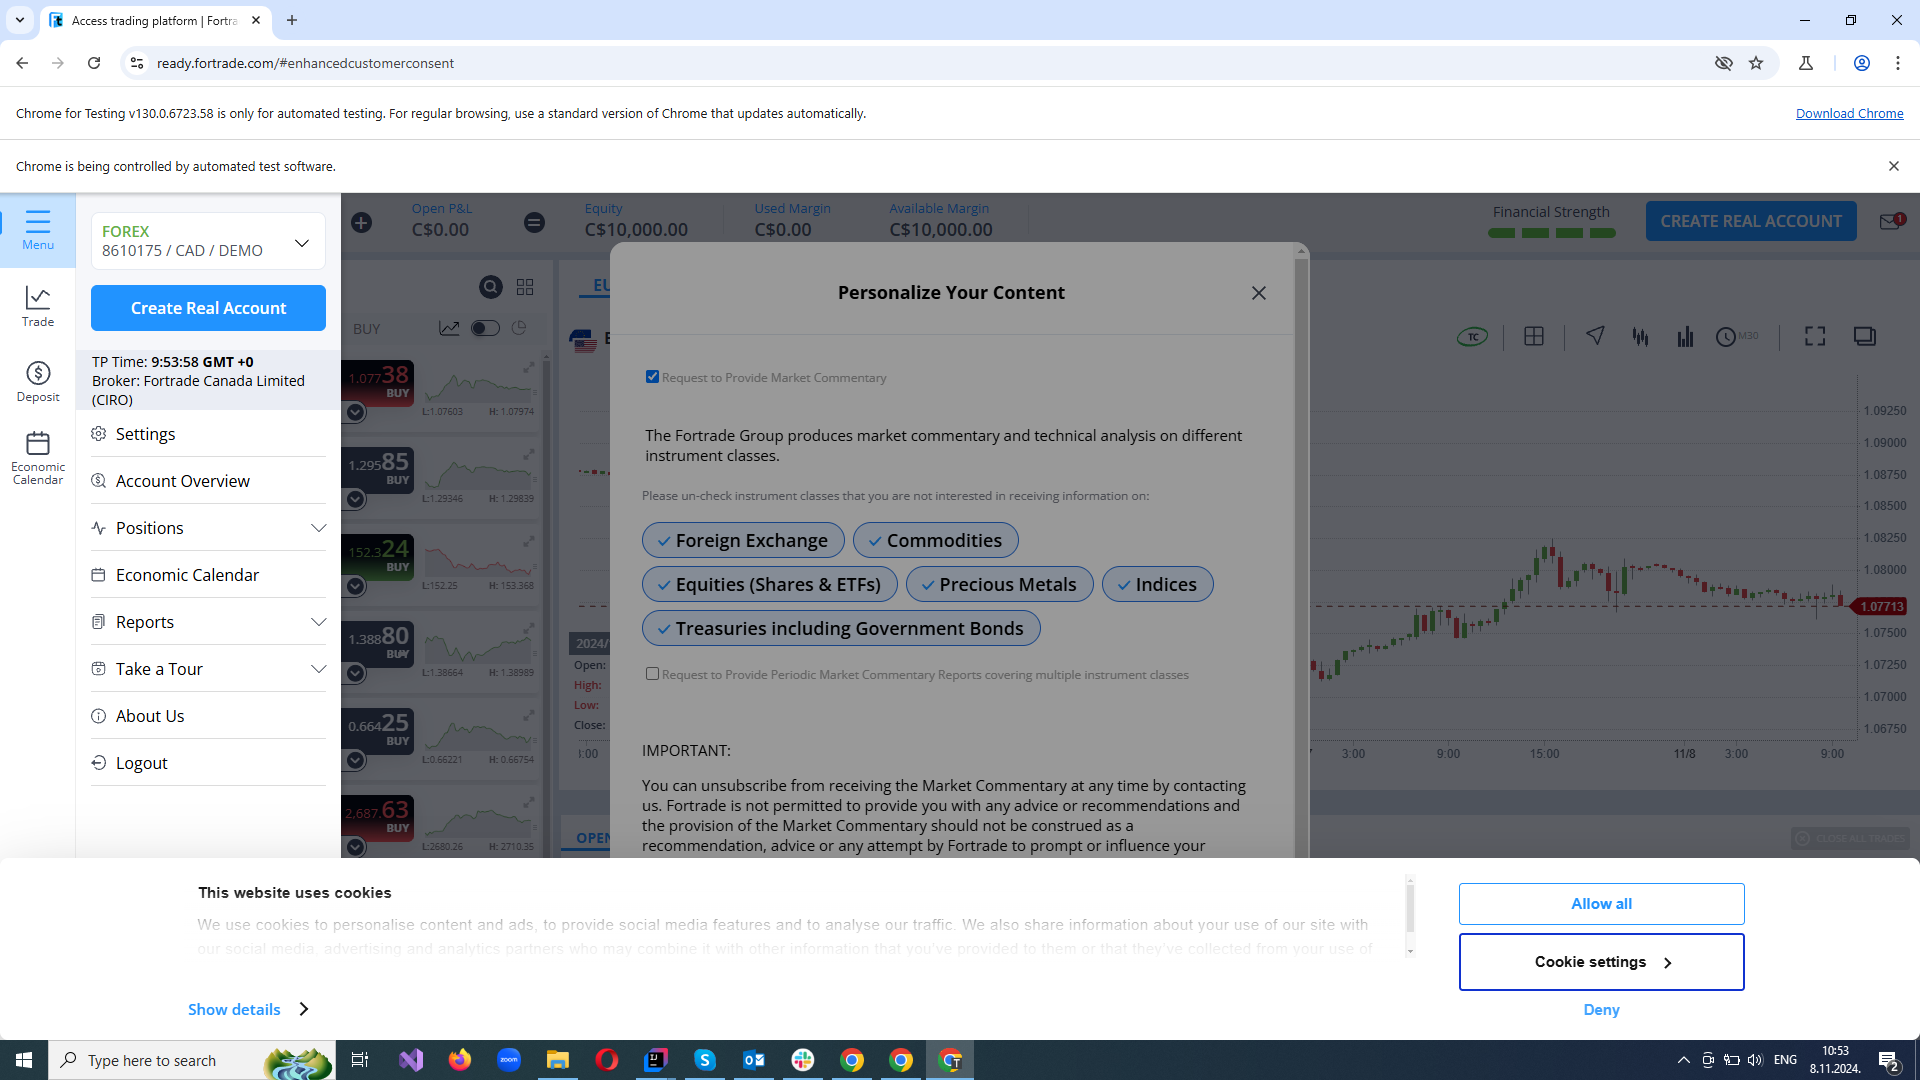 Access trading platform | Fortra
ready.fortrade.com/#enhancedcustomerconsent
Chrome for Testing v130.0.6723.58 is only for automated testing. For regular browsing, use a standard version of Chrome that updates automatically.
Download Chrome
Chrome is being controlled by automated test software.
Menu
Trade
Deposit
Economic
Calendar
FOREX
8610175 / CAD / DEMO
Create Real Account
TP Time: 9:53:58 GMT +0
Broker: Fortrade Canada Limited
(CIRO)
Settings
Account Overview
Positions
Economic Calendar
Reports
Take a Tour
About Us
Logout
Open P&L
C$0.00
Equity
C$10,000.00
Used Margin
C$0.00
Available Margin
C$10,000.00
Financial Strength
CREATE REAL ACCOUNT
1
BUY
1.07738
BUY
L:1.07603 H: 1.07974
1.29585
BUY
L:1.29346 H: 1.29839
152.324
BUY
L:152.25 H: 153.368
1.38880
BUY
L:1.38664 H: 1.38989
0.66425
BUY
L:0.66221 H: 0.66754
2,687.63
BUY
L:2680.26 H: 2710.35
EU
2024/
Open:
High:
Low:
Close:
OPEN
Personalize Your Content
Request to Provide Market Commentary
The Fortrade Group produces market commentary and technical analysis on different
instrument classes.
Please un-check instrument classes that you are not interested in receiving information on:
Foreign Exchange
Commodities
Equities (Shares & ETFs)
Precious Metals
Indices
Treasuries including Government Bonds
Request to Provide Periodic Market Commentary Reports covering multiple instrument classes
IMPORTANT:
You can unsubscribe from receiving the Market Commentary at any time by contacting
us. Fortrade is not permitted to provide you with any advice or recommendations and
the provision of the Market Commentary should not be construed as a
recommendation, advice or any attempt by Fortrade to prompt or influence your
TC
M30
1.09250
1.09000
1.08750
1.08500
1.08250
1.08000
1.07713
1.07500
1.07250
1.07000
1.06750
:00
3:00
9:00
15:00
11/8
3:00
9:00
CLOSE ALL TRADES
This website uses cookies
We use cookies to personalise content and ads, to provide social media features and to analyse our traffic. We also share information about your use of our site with
our social media, advertising and analytics partners who may combine it with other information that you've provided to them or that they've collected from your use of
Show details
Allow all
Cookie settings
Deny
Type here to search
zoom
ENG
10:53
8.11.2024.
2